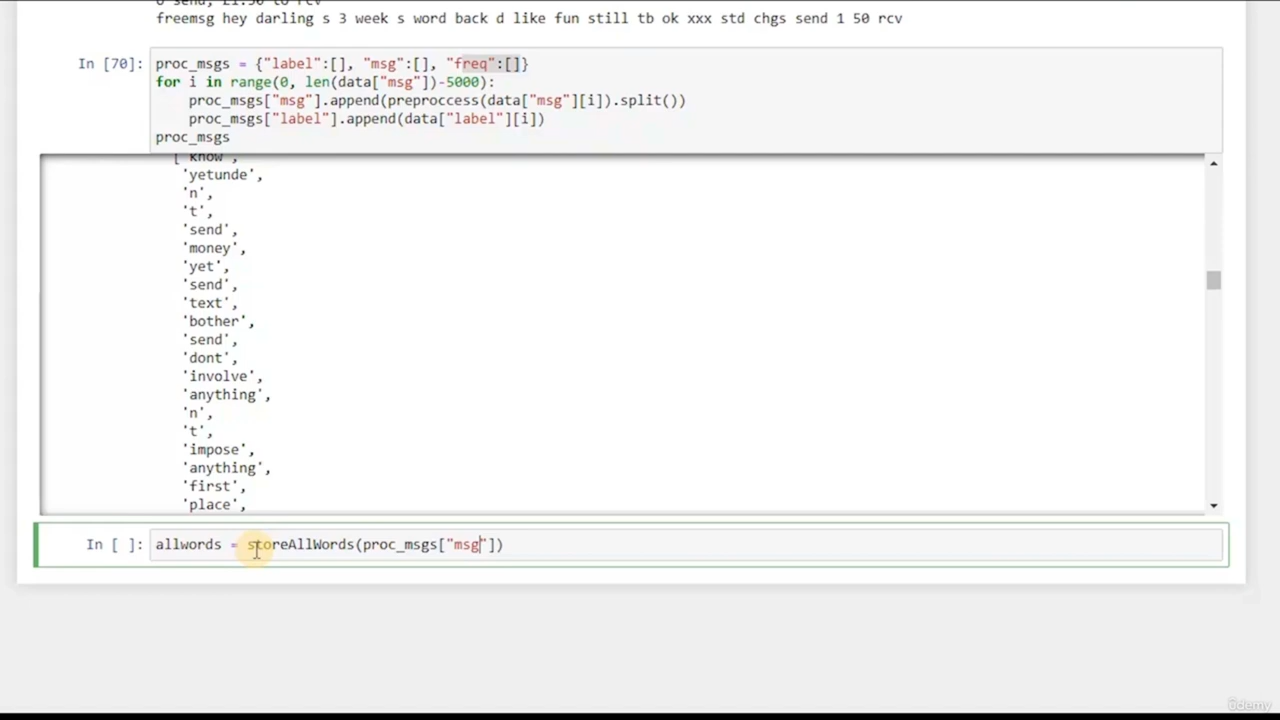 freemsg hey darling s 3 week s word back d like fun still tb ok xxx std chgs send 1 50 rcv
In [70]: proc_msgs = {"label":[], "msg":[], "freq":[]}
for i in range(0, len(data["msg"])-5000):
proc_msgs["msg"].append(preproccess(data["msg"][i]).split())
proc_msgs["label"].append(data["label"][i])
proc_msgs
['know',
'yetunde',
'n',
't',
'send',
'money',
'yet',
'send',
'text',
'bother',
'send',
'dont',
'involve',
'anything',
'n',
't',
'impose',
'anything',
'first',
'place',
In [ ]: allwords = storeAllWords(proc_msgs["msg"])
ûdemy